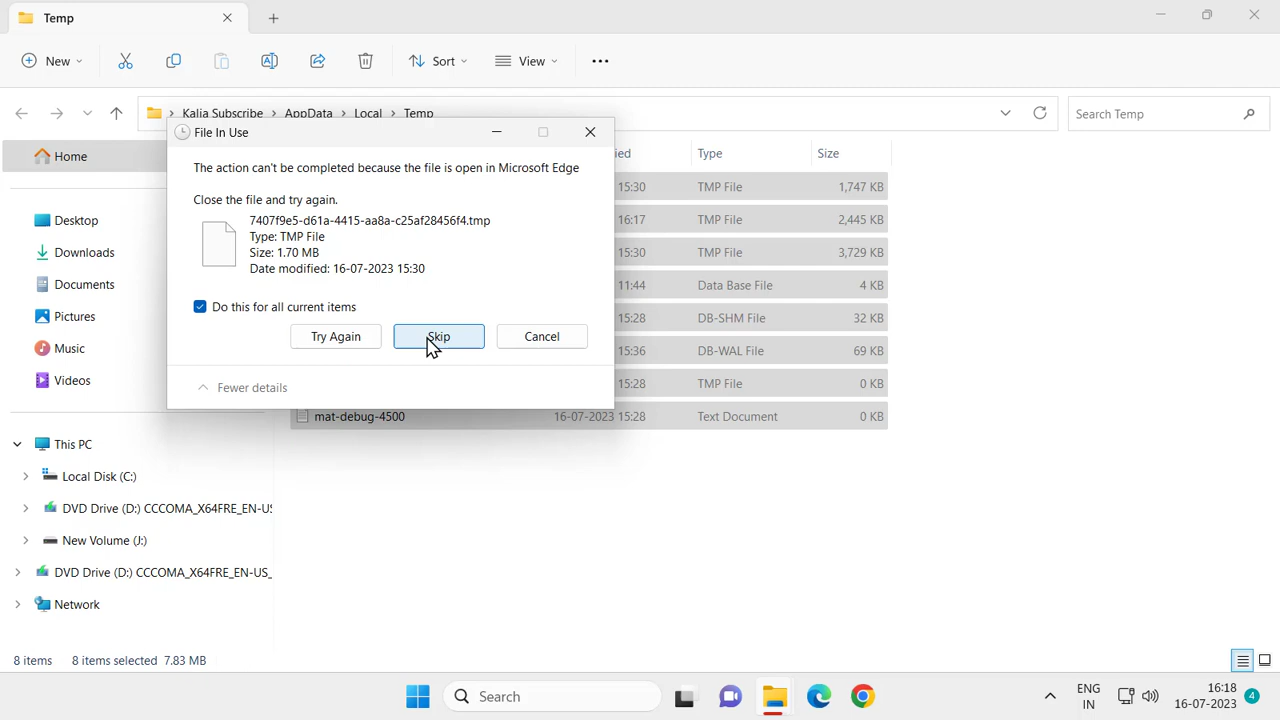 Temp
New
Sort
View
Kalia Subscribe > AppData > Local > Temp
Search Temp
File In Use
The action can't be completed because the file is open in Microsoft Edge
Close the file and try again.
7407f9e5-d61a-4415-aa8a-c25af28456f4.tmp
Type: TMP File
Size: 1.70 MB
Date modified: 16-07-2023 15:30
Do this for all current items
Try Again
Skip
Cancel
Fewer details
Home
Desktop
Downloads
Documents
Pictures
Music
Videos
This PC
Local Disk (C:)
DVD Drive (D:) CCCOMA_X64FRE_EN-US
New Volume (J:)
DVD Drive (D:) CCCOMA_X64FRE_EN-US_
Network
ied Type Size
15:30 TMP File 1,747 KB
16:17 TMP File 2,445 KB
15:30 TMP File 3,729 KB
11:44 Data Base File 4 KB
15:28 DB-SHM File 32 KB
15:36 DB-WAL File 69 KB
15:28 TMP File 0 KB
mat-debug-4500 16-07-2023 15:28 Text Document 0 KB
8 items 8 items selected 7.83 MB
Search
ENG
IN
16:18
16-07-2023
4